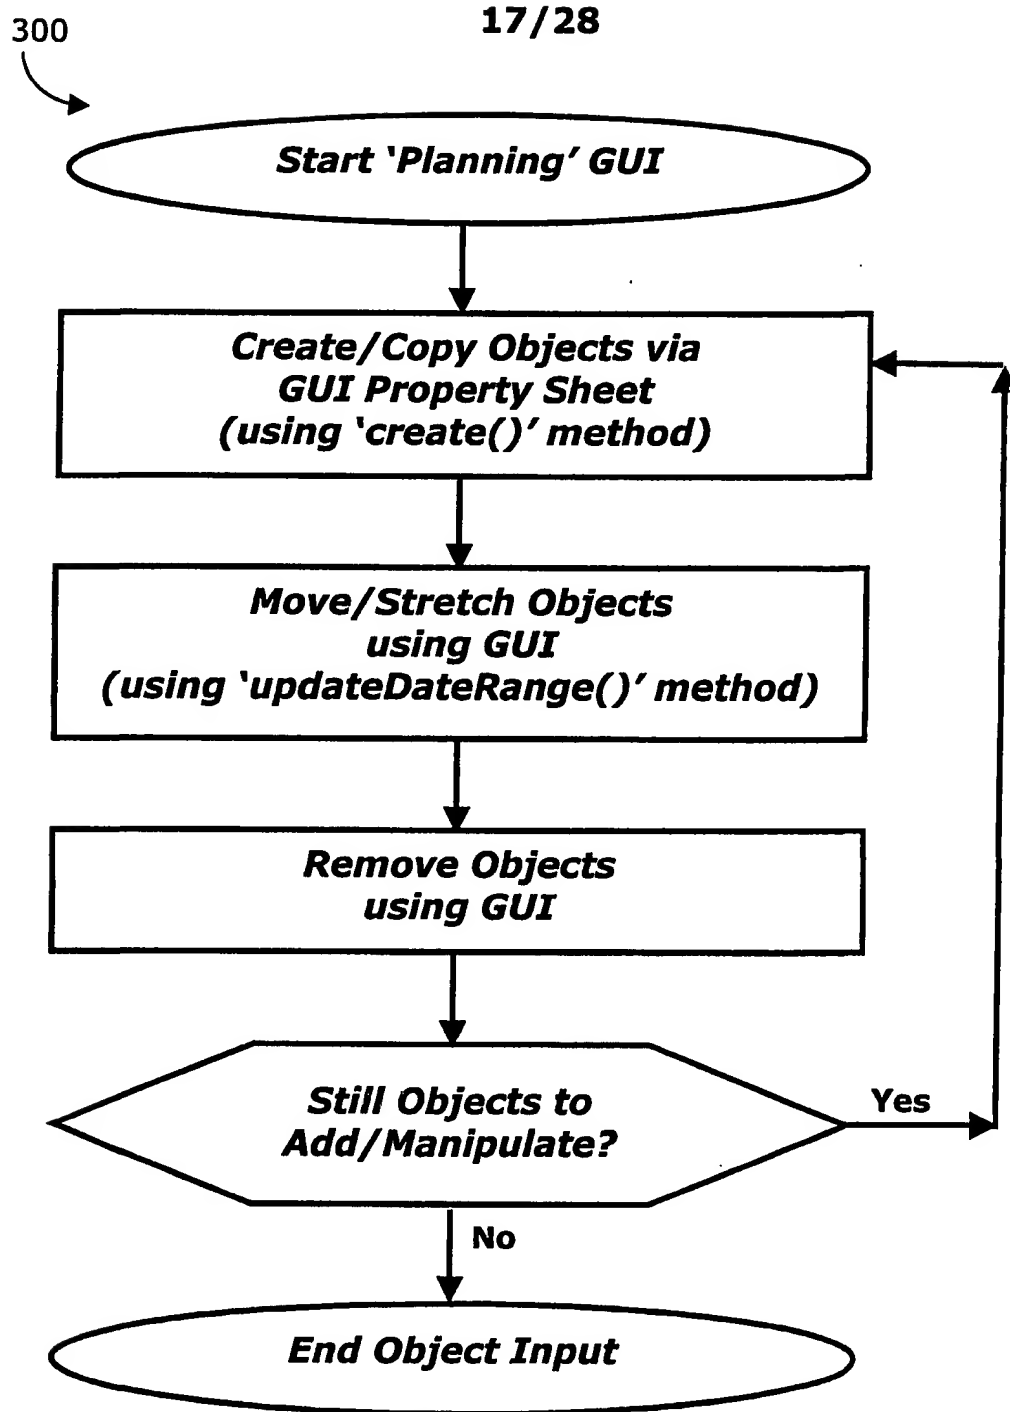 17/28
300
Start ‘Planning’ GUI
Create/Copy Objects via
GUI Property Sheet
(using ‘create()’ method)
Move/Stretch Objects
using GUI
(using ‘updateDateRange()’ method)
Remove Objects
using GUI
Still Objects to
Add/Manipulate?
Yes
No
End Object Input